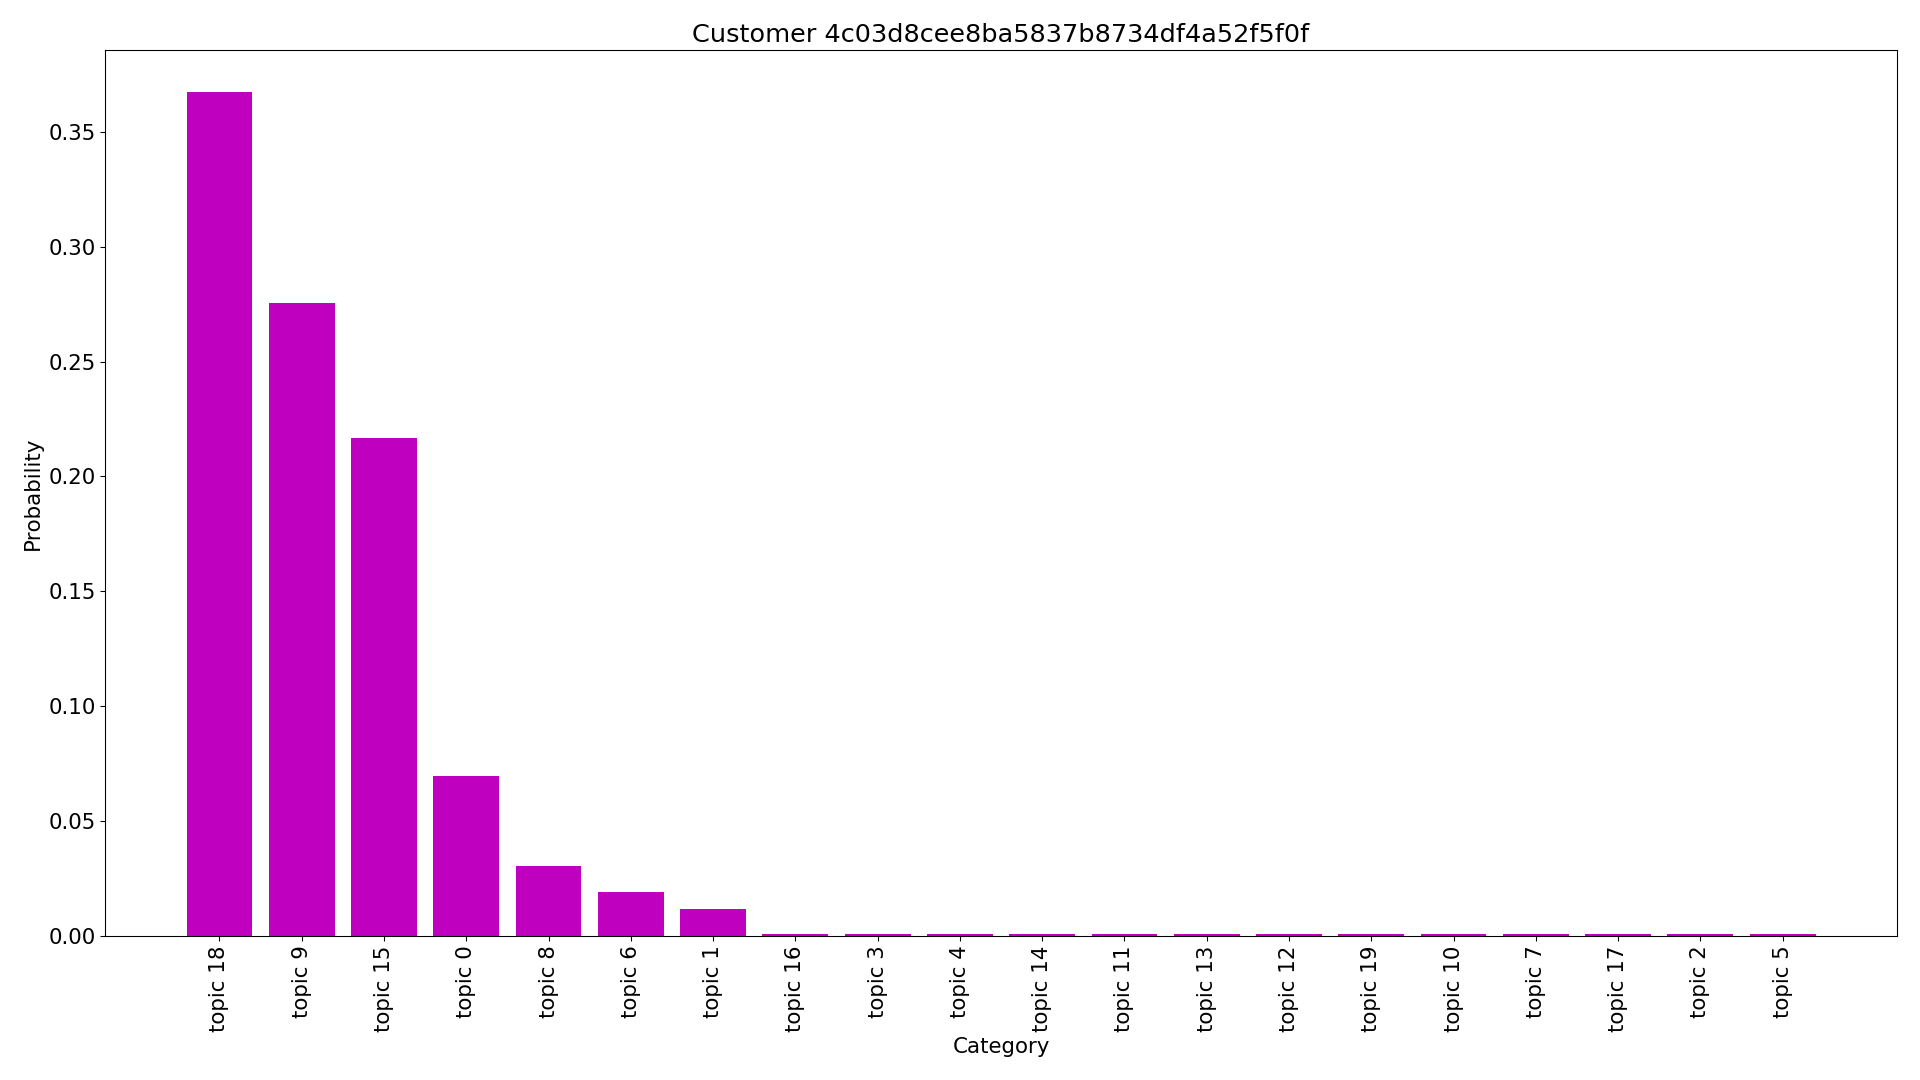 Customer 4c03d8cee8ba5837b8734df4a52f5f0f
Probability
0.35
0.30
0.25
0.20
0.15
0.10
0.05
0.00
topic 18
topic 9
topic 15
topic 0
topic 8
topic 6
topic 1
topic 16
topic 3
topic 4
topic 14
topic 11
topic 13
topic 12
topic 19
topic 10
topic 7
topic 17
topic 2
topic 5
Category